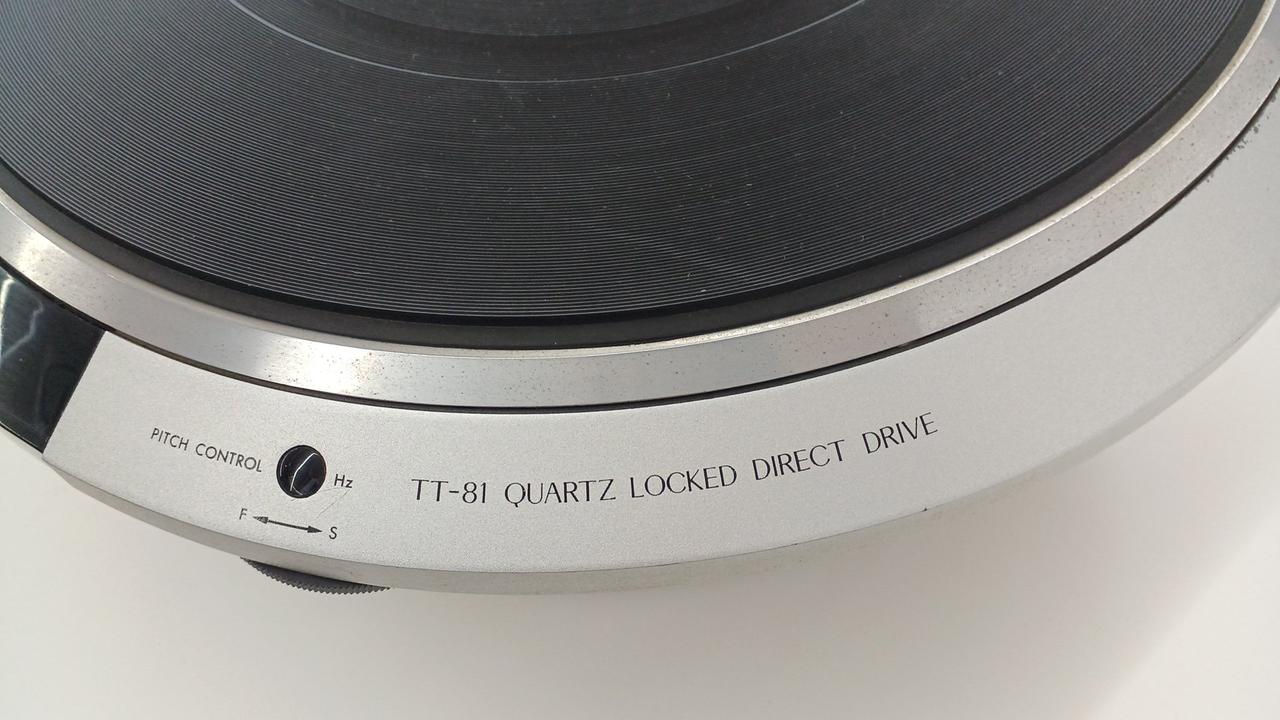 PITCH CONTROL
Hz
F S
TT-81 QUARTZ LOCKED DIRECT DRIVE